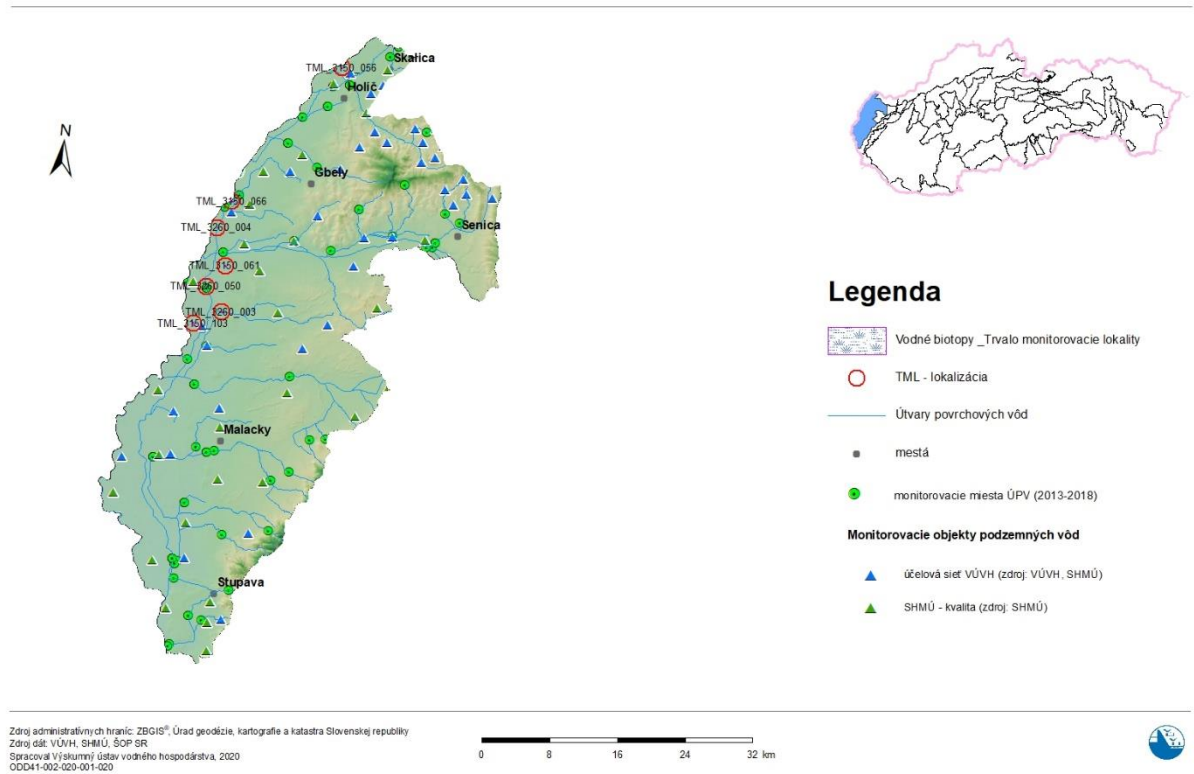 N
Skalica
TML_3150_056
Holíč
Gbely
TML_3150_066
TML_3260_004
Senica
TML_3150_061
TML_3260_050
TML_3260_003
TML_3150_103
Malacky
Stupava
Legenda
Vodné biotopy _Trvalo monitorovacie lokality
TML - lokalizácia
Útvary povrchových vôd
mestá
monitorovacie miesta ÚPV (2013-2018)
Monitorovacie objekty podzemných vôd
účelová sieť VÚVH (zdroj: VÚVH, SHMÚ)
SHMÚ - kvalita (zdroj: SHMÚ)
Zdroj administratívnych hraníc: ZBGIS®, Úrad geodézie, kartografie a katastra Slovenskej republiky
Zdroj dát: VÚVH, SHMÚ, ŠOP SR
Spracoval Výskumný ústav vodného hospodárstva, 2020
ODD41-002-020-001-020
0 8 16 24 32 km